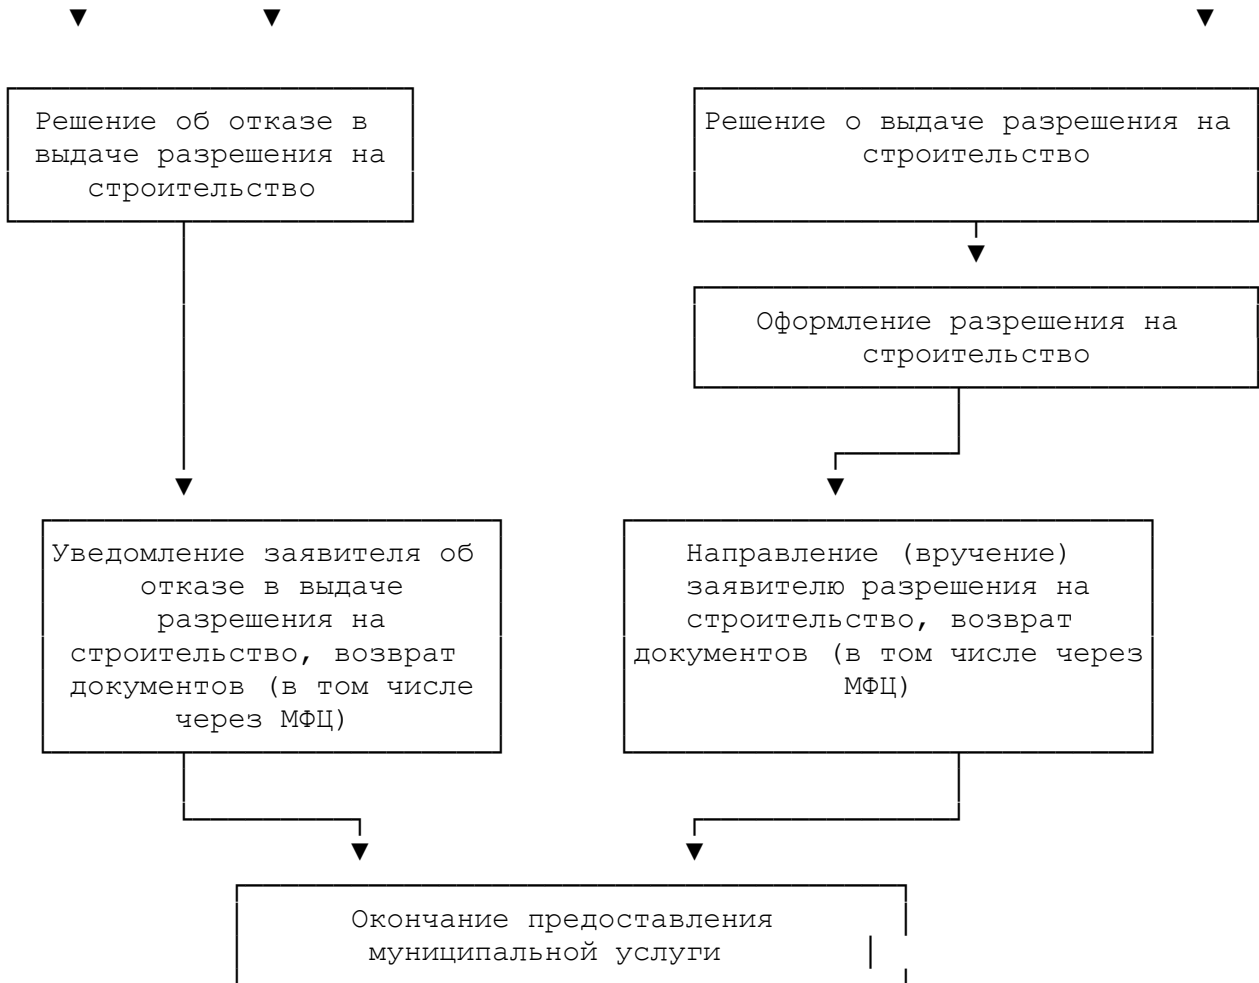 Решение об отказе в
выдаче разрешения на
строительство
Решение о выдаче разрешения на
строительство
Оформление разрешения на
строительство
Уведомление заявителя об
отказе в выдаче
разрешения на
строительство, возврат
документов (в том числе
через МФЦ)
Направление (вручение)
заявителю разрешения на
строительство, возврат
документов (в том числе через
МФЦ)
Окончание предоставления
муниципальной услуги